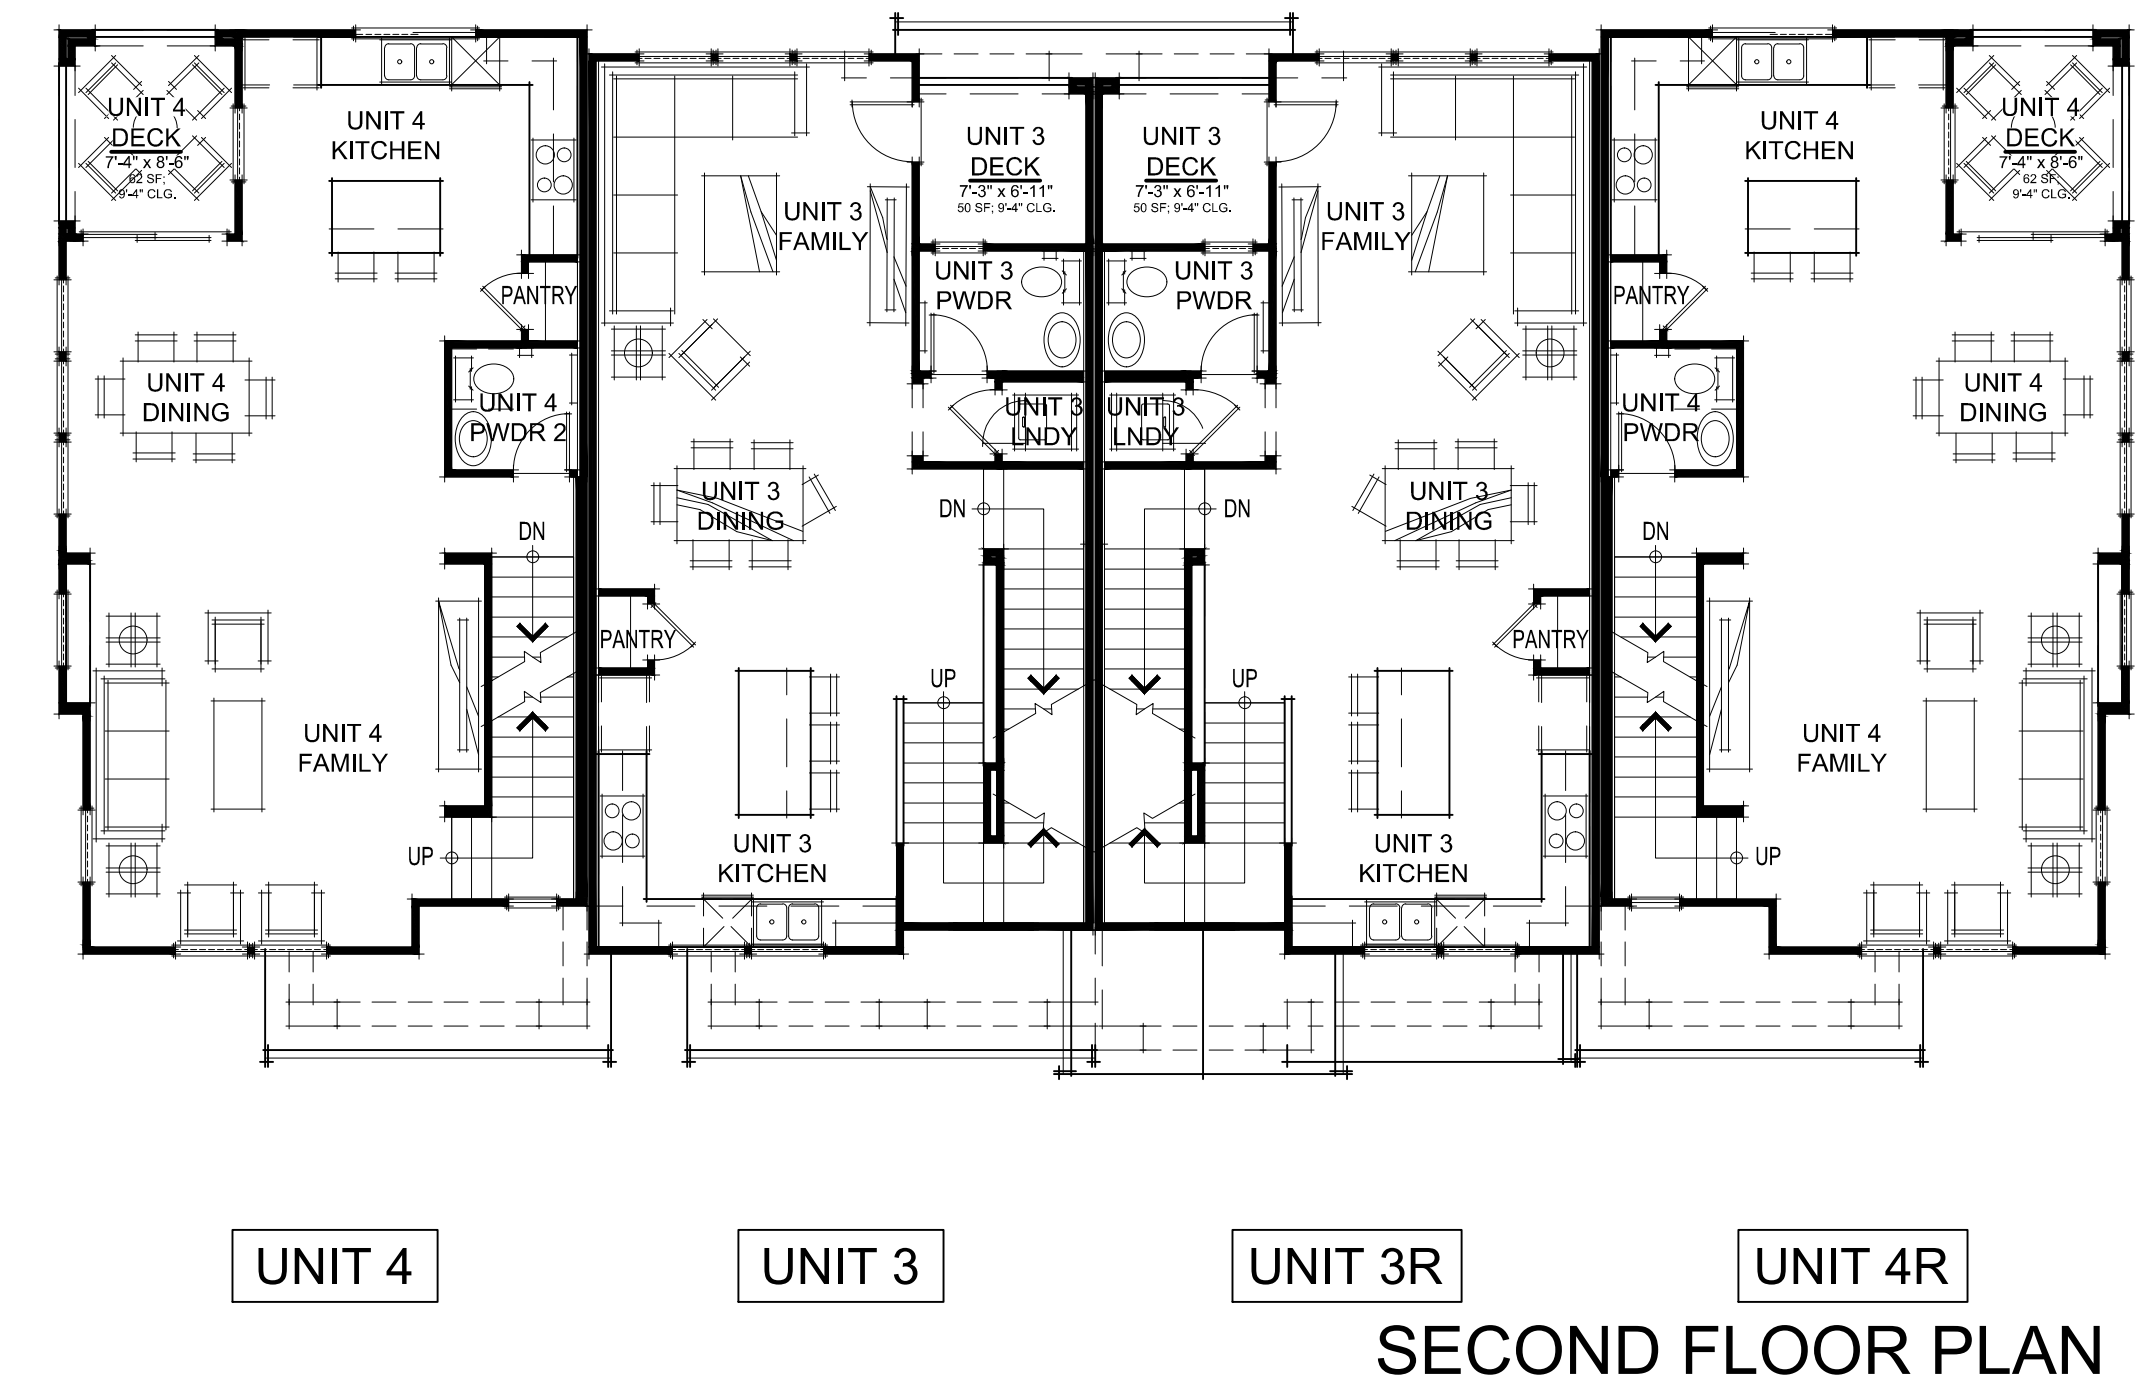 UNIT 4
DECK
7'-4" x 8'-6"
62 SF;
9'-4" CLG.
UNIT 4
KITCHEN
PANTRY
UNIT 4
DINING
UNIT 4
PWDR 2
DN
UNIT 4
FAMILY
UP
UNIT 3
FAMILY
UNIT 3
DECK
7'-3" x 6'-11"
50 SF; 9'-4" CLG.
UNIT 3
PWDR
UNIT 3
LNDY
UNIT 3
DINING
DN
PANTRY
UP
UNIT 3
KITCHEN
UNIT 3
DECK
7'-3" x 6'-11"
50 SF; 9'-4" CLG.
UNIT 3
FAMILY
UNIT 3
PWDR
UNIT 3
LNDY
DN
UNIT 3
DINING
PANTRY
UP
UNIT 3
KITCHEN
UNIT 4
KITCHEN
UNIT 4
DECK
7'-4" x 8'-6"
62 SF;
9'-4" CLG.
PANTRY
UNIT 4
PWDR
UNIT 4
DINING
DN
UNIT 4
FAMILY
UP
UNIT 4
UNIT 3
UNIT 3R
UNIT 4R
SECOND FLOOR PLAN